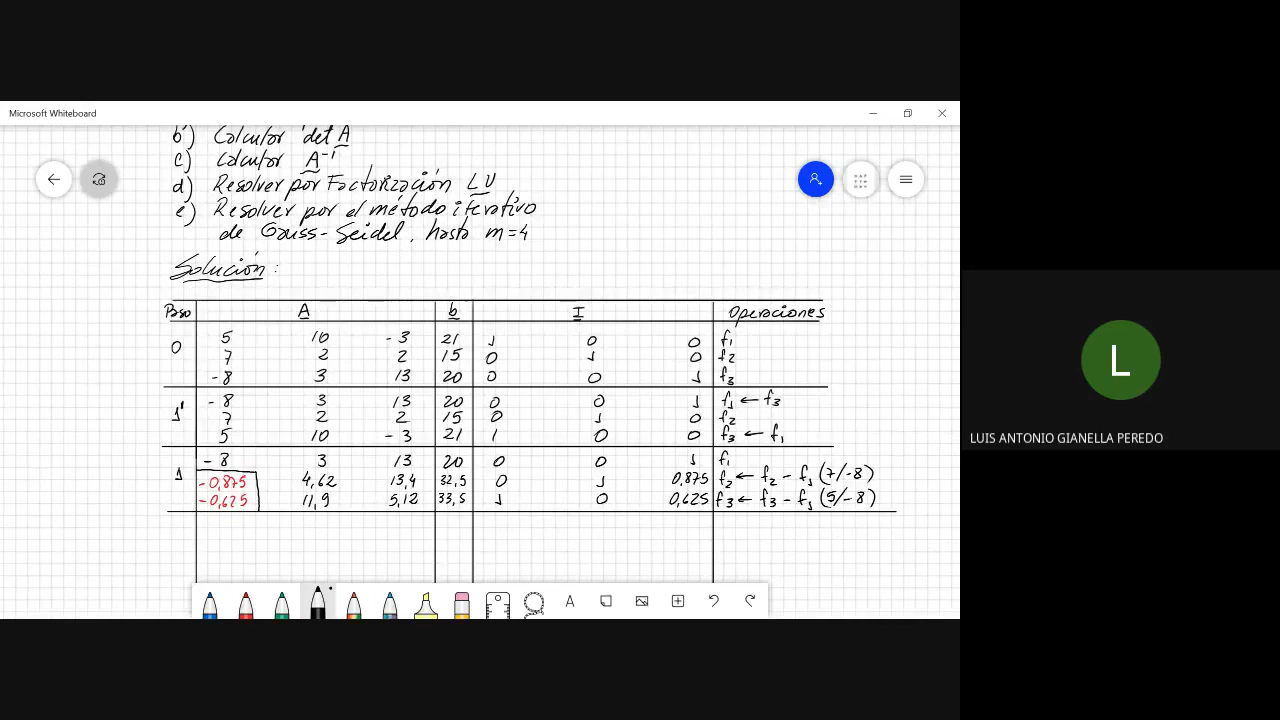 Microsoft Whiteboard
b) Calcular det A
c) Calcular A⁻¹
d) Resolver por Factorización LU
e) Resolver por el método iterativo
de Gauss-Seidel, hasta m=4
Solución:
Paso A b I Operaciones
0
5 10 -3 21 1 0 0 f₁
7 2 2 15 0 1 0 f₂
-8 3 13 20 0 0 1 f₃
1'
-8 3 13 20 0 0 1 f₁ ← f₃
7 2 2 15 0 1 0 f₂
5 10 -3 21 1 0 0 f₃ ← f₁
1
-8 3 13 20 0 0 1 f₁
-0,875 4,62 13,4 32,5 0 1 0,875 f₂ ← f₂ - f₁ (7/-8)
-0,625 11,9 5,12 33,5 1 0 0,625 f₃ ← f₃ - f₁ (5/-8)
L
LUIS ANTONIO GIANELLA PEREDO